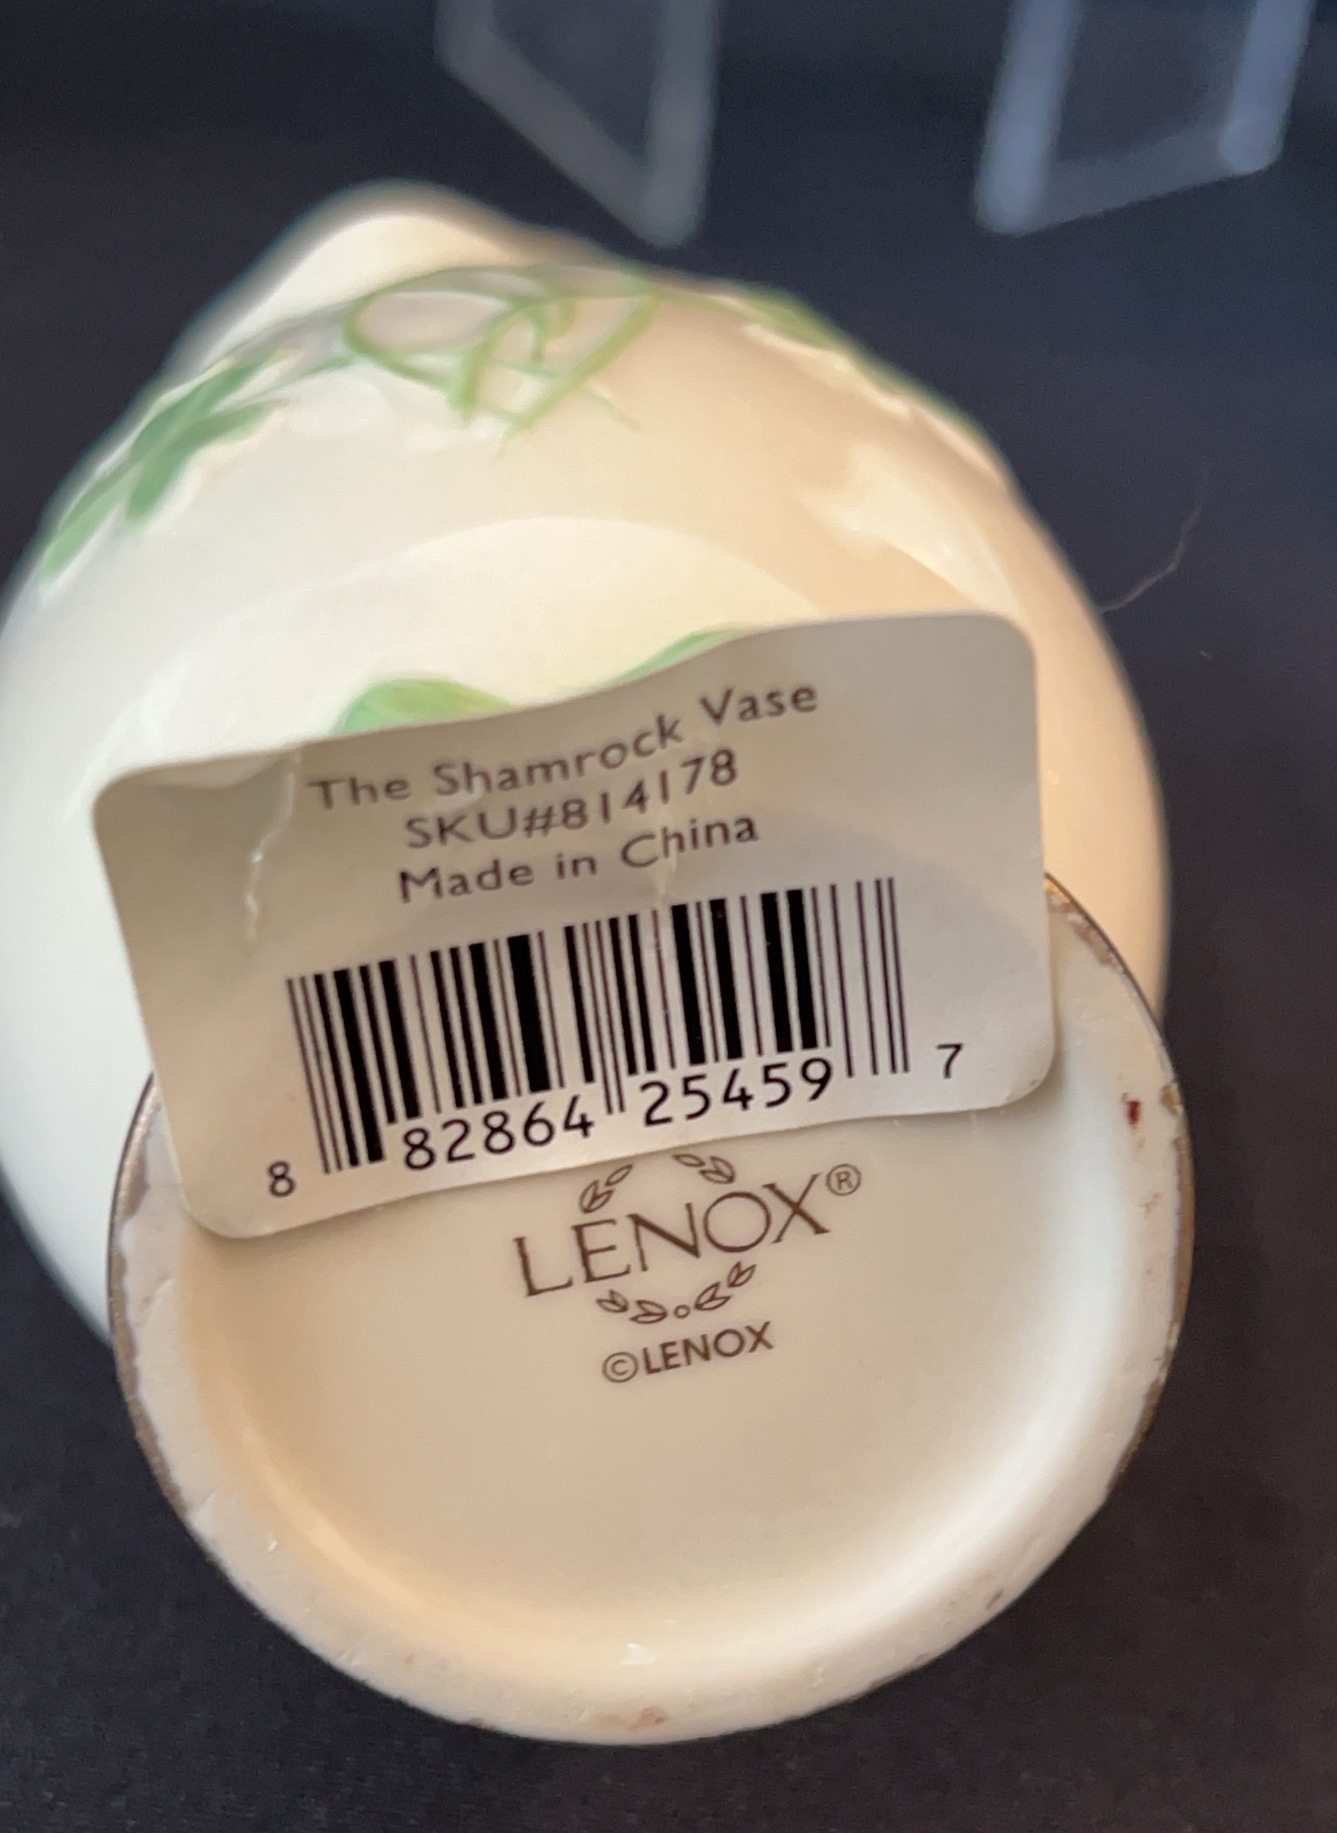 The Shamrock Vase
SKU#814178
Made in China
8 82864 25459 7
LENOX®
©LENOX